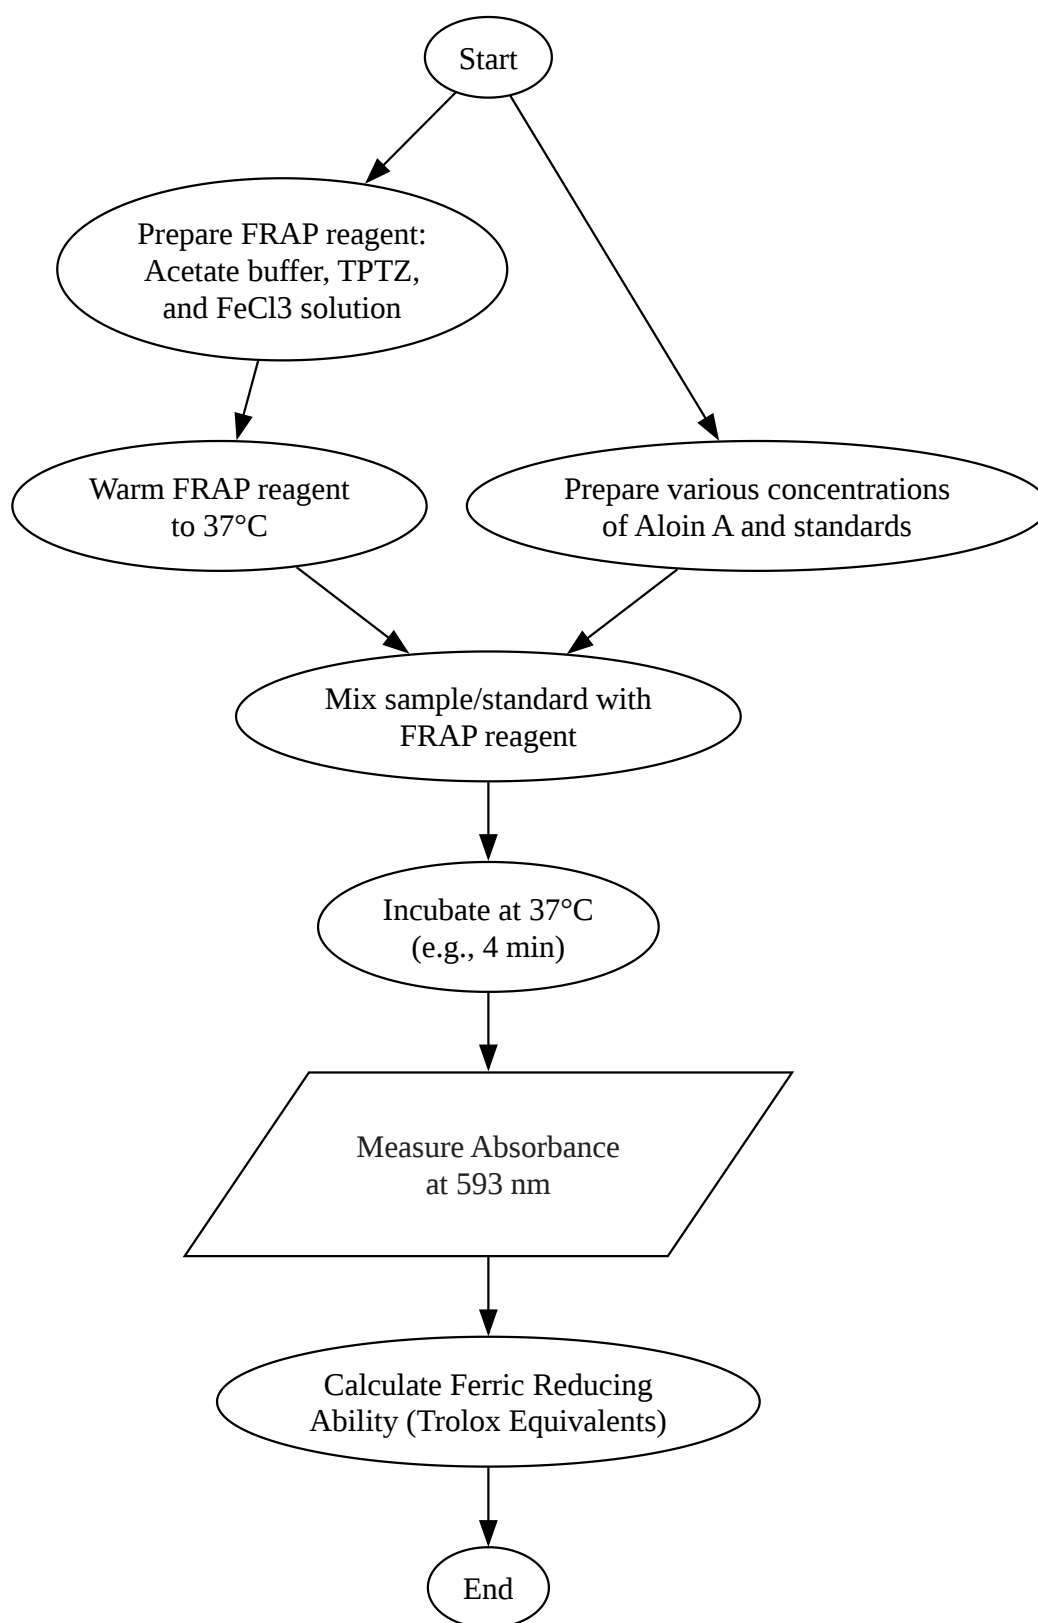 Start
Prepare FRAP reagent:
Acetate buffer, TPTZ,
and FeCl3 solution
Warm FRAP reagent
to 37°C
Prepare various concentrations
of Aloin A and standards
Mix sample/standard with
FRAP reagent
Incubate at 37°C
(e.g., 4 min)
Measure Absorbance
at 593 nm
Calculate Ferric Reducing
Ability (Trolox Equivalents)
End